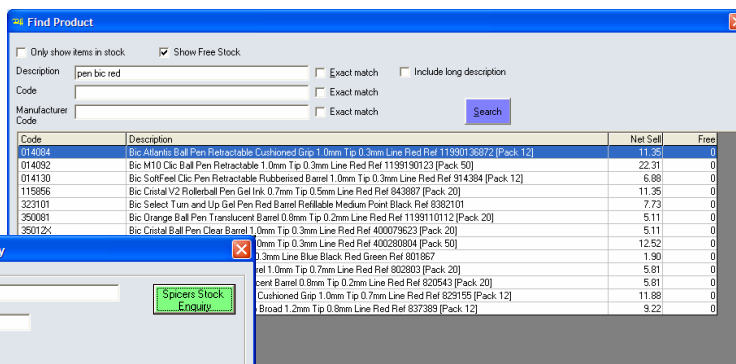 Find Product
Only show items in stock Show Free Stock
Description pen bic red Exact match Include long description
Code Exact match
Manufacturer Code Exact match Search
Code Description Net Sell Free
014084 Bic Atlantis Ball Pen Retractable Cushioned Grip 1.0mm Tip 0.3mm Line Red Ref 11990136872 [Pack 12] 11.35 0
014092 Bic M10 Clic Ball Pen Retractable 1.0mm Tip 0.3mm Line Red Ref 1199190123 [Pack 50] 22.31 0
014130 Bic SoftFeel Clic Pen Retractable Rubberised Barrel 1.0mm Tip 0.3mm Line Red Ref 914384 [Pack 12] 6.88 0
115856 Bic Cristal V2 Rollerball Pen Gel Ink 0.7mm Tip 0.5mm Line Red Ref 843887 [Pack 20] 11.35 0
323101 Bic Select Turn and Up Gel Pen Red Barrel Refillable Medium Point Black Ref 8382101 7.73 0
350081 Bic Orange Ball Pen Translucent Barrel 0.8mm Tip 0.2mm Line Red Ref 1199110112 [Pack 20] 5.11 0
35012X Bic Cristal Ball Pen Clear Barrel 1.0mm Tip 0.3mm Line Red Ref 400079623 [Pack 20] 5.11 0
0mm Tip 0.3mm Line Red Ref 400280804 [Pack 50] 12.52 0
0.3mm Line Blue Black Red Green Ref 801867 1.90 0
rel 1.0mm Tip 0.7mm Line Red Ref 802803 [Pack 20] 5.81 0
cent Barrel 0.8mm Tip 0.2mm Line Red Ref 820543 [Pack 20] 5.81 0
Cushioned Grip 1.0mm Tip 0.7mm Line Red Ref 829155 [Pack 12] 11.88 0
Broad 1.2mm Tip 0.8mm Line Red Ref 837389 [Pack 12] 9.22 0
y
Spicers Stock
Enquiry